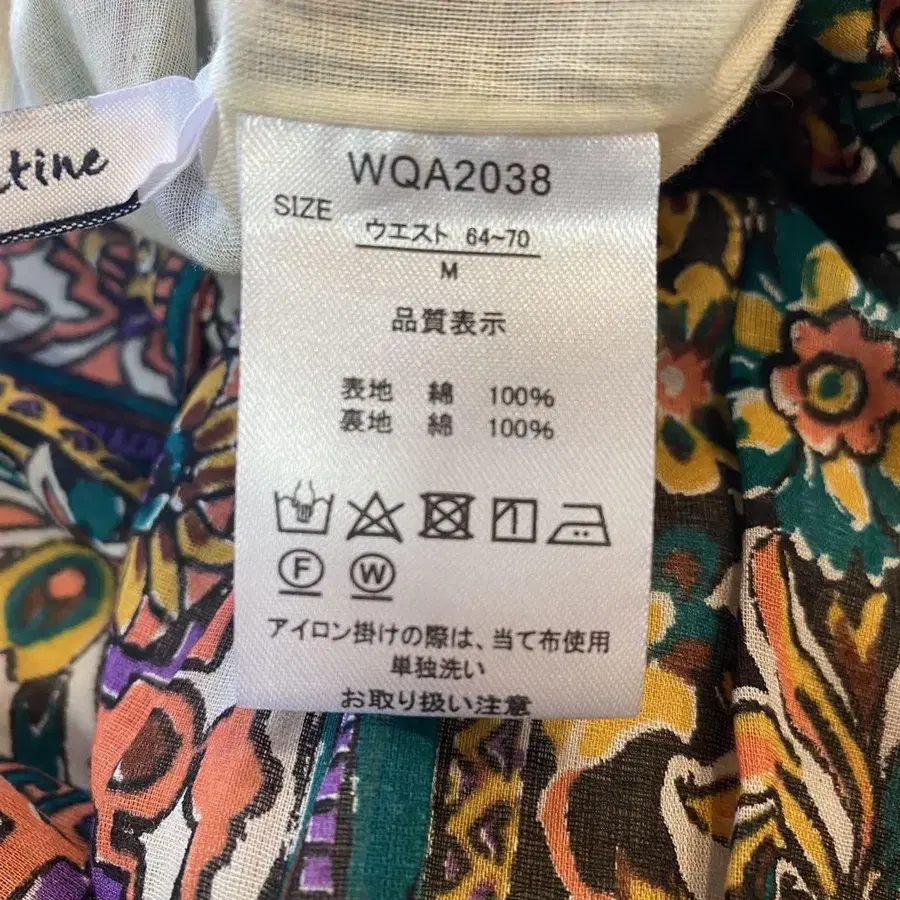 WQA2038
SIZE
ウエスト 64~70
M
品質表示
表地 綿 100%
裏地 綿 100%
F W
アイロン掛けの際は、当て布使用
単独洗い
お取り扱い注意